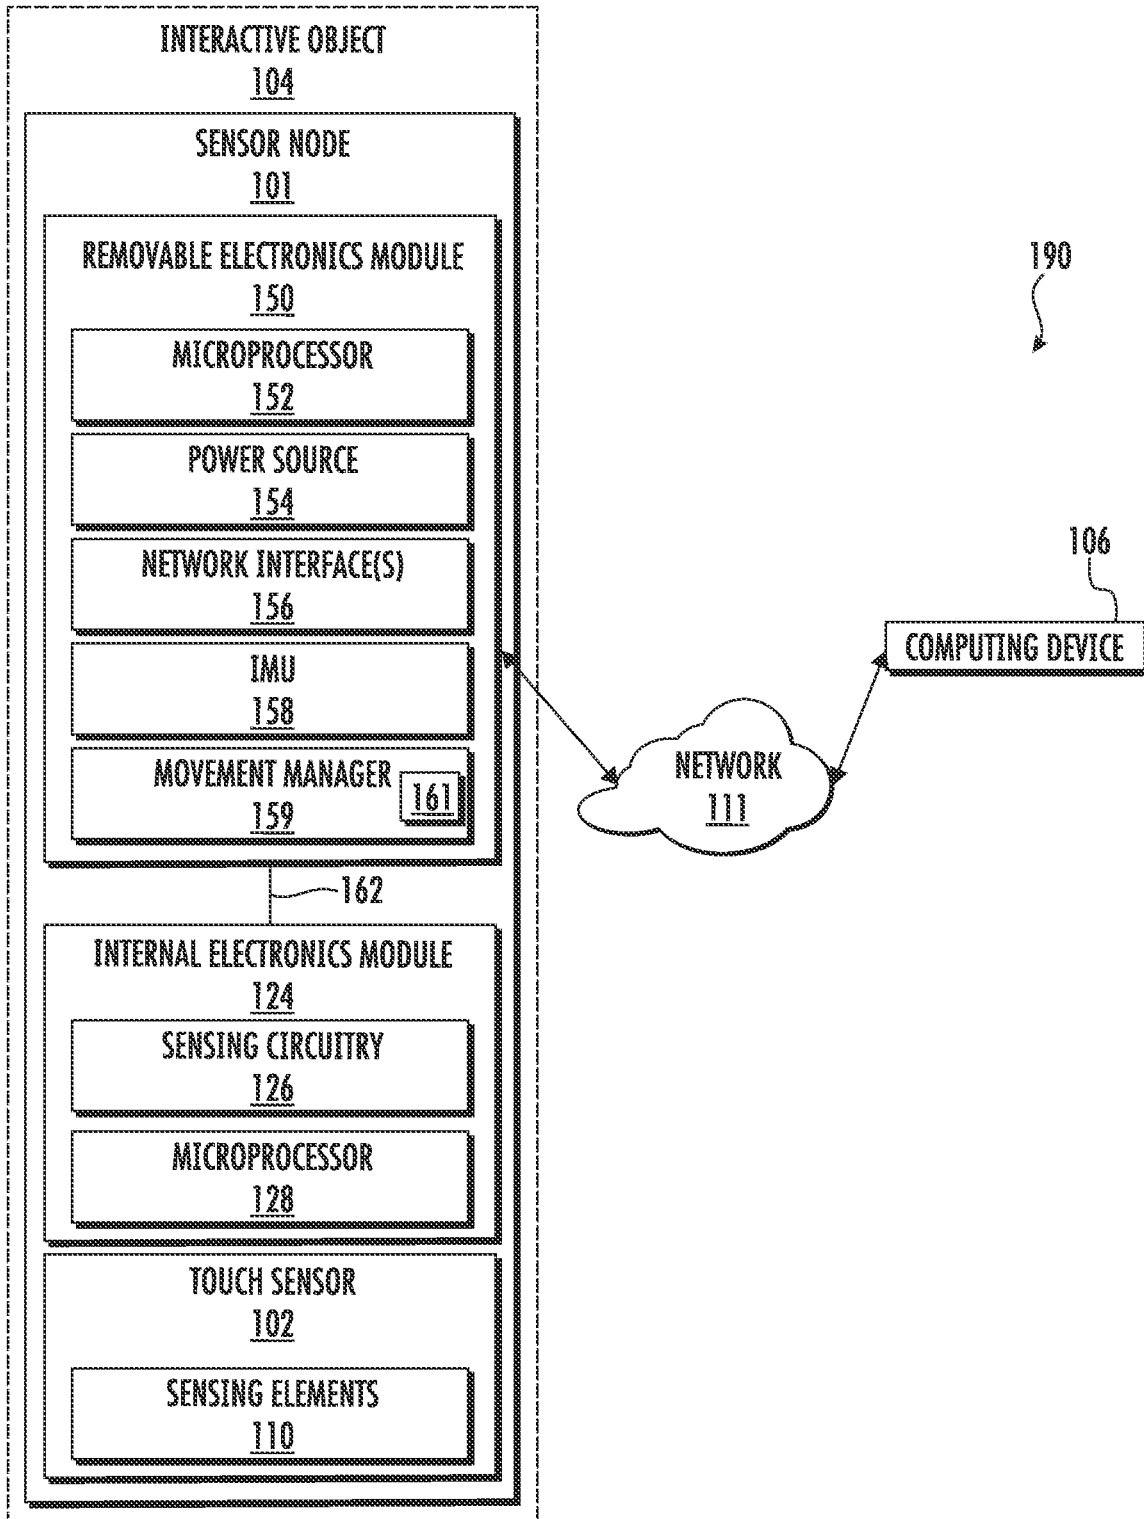 INTERACTIVE OBJECT
104
SENSOR NODE
101
REMOVABLE ELECTRONICS MODULE
150
MICROPROCESSOR
152
POWER SOURCE
154
NETWORK INTERFACE(S)
156
IMU
158
MOVEMENT MANAGER
159
161
162
INTERNAL ELECTRONICS MODULE
124
SENSING CIRCUITRY
126
MICROPROCESSOR
128
TOUCH SENSOR
102
SENSING ELEMENTS
110
NETWORK
111
190
106
COMPUTING DEVICE